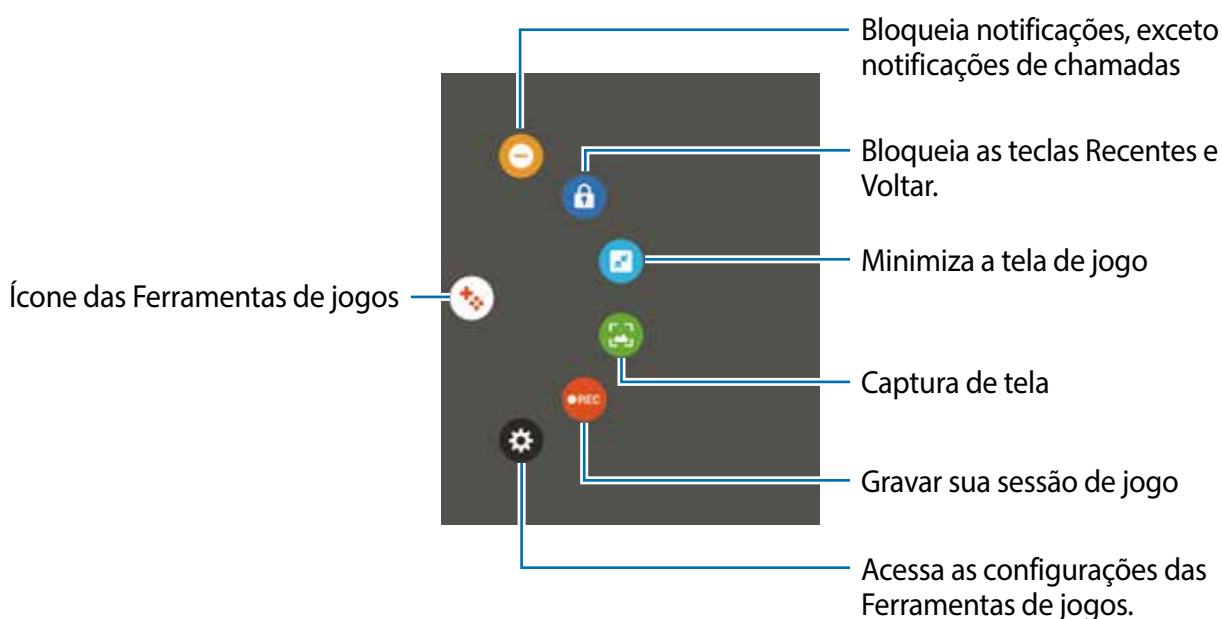 Bloqueia notificações, exceto
notificações de chamadas
Bloqueia as teclas Recentes e
Voltar.
Minimiza a tela de jogo
Ícone das Ferramentas de jogos
Captura de tela
REC
Gravar sua sessão de jogo
Acessa as configurações das
Ferramentas de jogos.